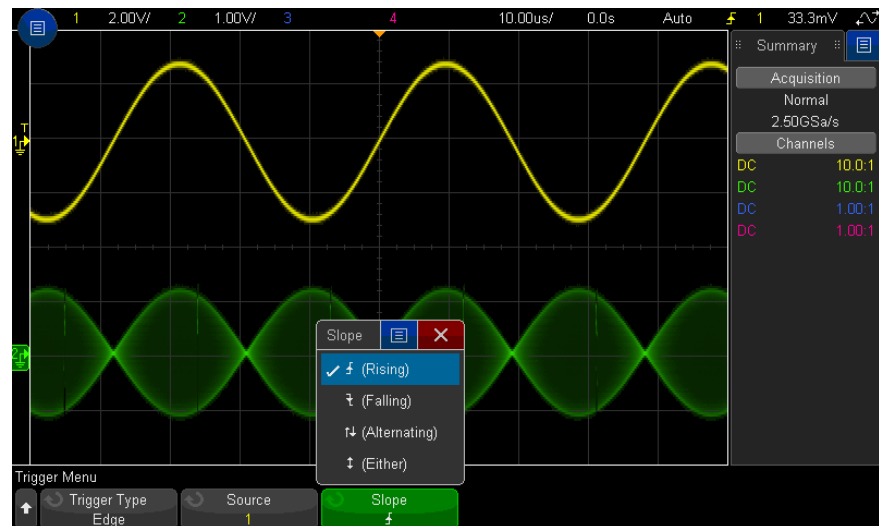 1 2.00V/ 2 1.00V/ 3 4 10.00us/ 0.0s Auto 1 33.3mV
Summary
Acquisition
Normal
2.50GSa/s
Channels
DC 10.0:1
DC 10.0:1
DC 1.00:1
DC 1.00:1
T
1
2
Slope
(Rising)
(Falling)
(Alternating)
(Either)
Trigger Menu
Trigger Type Source Slope
Edge 1